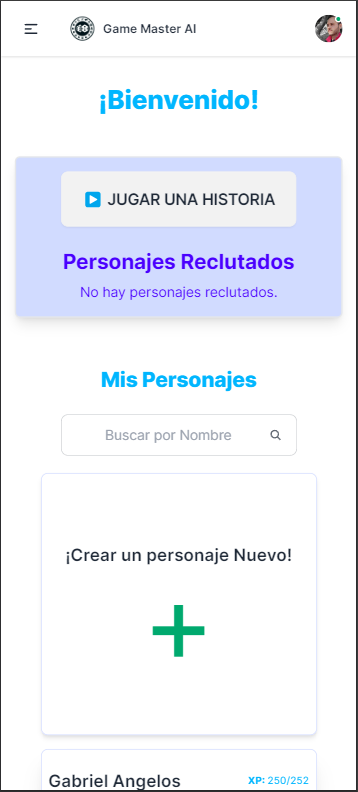 Game Master AI
¡Bienvenido!
JUGAR UNA HISTORIA
Personajes Reclutados
No hay personajes reclutados.
Mis Personajes
Buscar por Nombre
¡Crear un personaje Nuevo!
Gabriel Angelos XP: 250/252